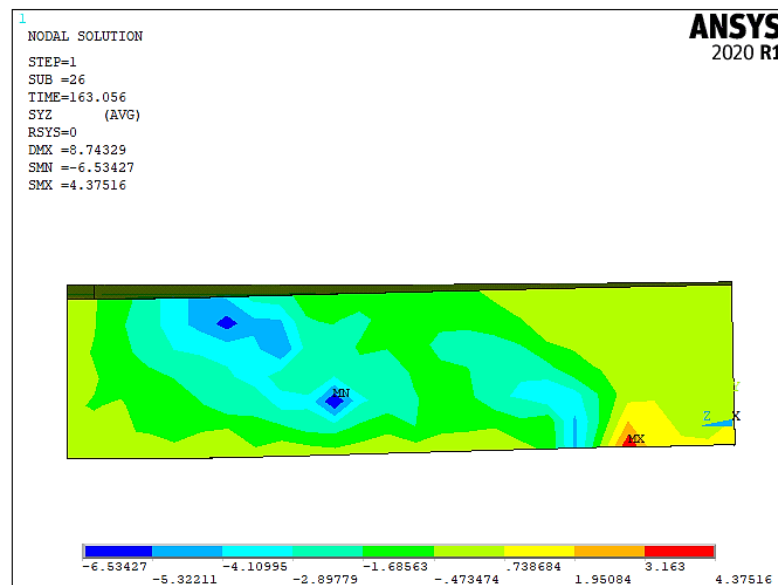 1
NODAL SOLUTION
ANSYS
2020 R1
STEP=1
SUB =26
TIME=163.056
SYZ (AVG)
RSYS=0
DMX =8.74329
SMN =-6.53427
SMX =4.37516
MN
Y
Z X
MX
-6.53427 -4.10995 -1.68563 .738684 3.163
-5.32211 -2.89779 -.473474 1.95084 4.37516